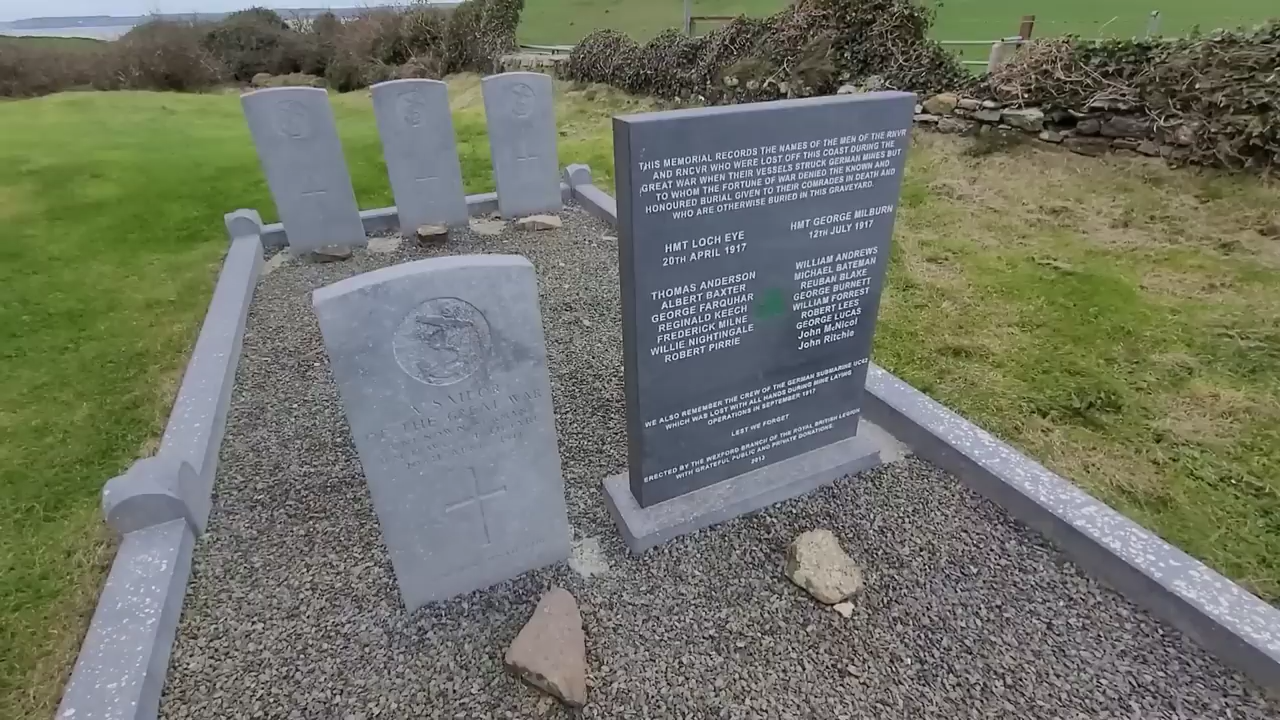 THIS MEMORIAL RECORDS THE NAMES OF THE MEN OF THE RNVR
AND RNCVR WHO WERE LOST OFF THIS COAST DURING THE
GREAT WAR WHEN THEIR VESSELS STRUCK GERMAN MINES BUT
TO WHOM THE FORTUNE OF WAR DENIED THE KNOWN AND
HONOURED BURIAL GIVEN TO THEIR COMRADES IN DEATH AND
WHO ARE OTHERWISE BURIED IN THIS GRAVEYARD.
HMT LOCH EYE
20TH APRIL 1917
THOMAS ANDERSON
ALBERT BAXTER
GEORGE FARQUHAR
REGINALD KEECH
FREDERICK MILNE
WILLIE NIGHTINGALE
ROBERT PIRRIE
HMT GEORGE MILBURN
12TH JULY 1917
WILLIAM ANDREWS
MICHAEL BATEMAN
REUBAN BLAKE
GEORGE BURNETT
WILLIAM FORREST
ROBERT LEES
GEORGE LUCAS
John McNicol
John Ritchie
WE ALSO REMEMBER THE CREW OF THE GERMAN SUBMARINE UC42
WHICH WAS LOST WITH ALL HANDS DURING MINE LAYING
OPERATIONS IN SEPTEMBER 1917
LEST WE FORGET
ERECTED BY THE WEXFORD BRANCH OF THE ROYAL BRITISH LEGION
WITH GRATEFUL PUBLIC AND PRIVATE DONATIONS.
2013
A SAILOR
OF THE GREAT WAR